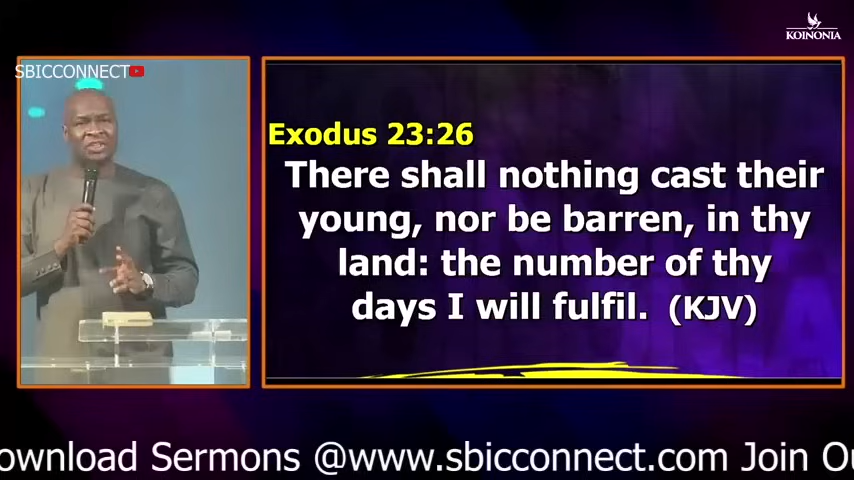 KOINONIA
SBICCONNECT
Exodus 23:26
There shall nothing cast their
young, nor be barren, in thy
land: the number of thy
days I will fulfil. (KJV)
ownload Sermons @www.sbicconnect.com Join Ou